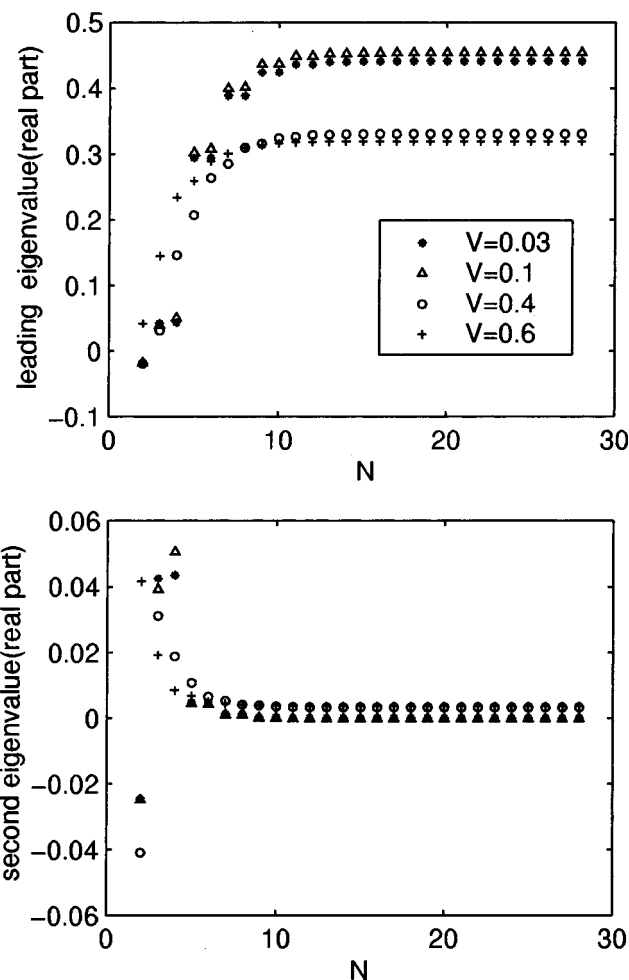 0.5
0.4
0.3
0.2
0.1
0
−0.1
leading eigenvalue(real part)
V=0.03
V=0.1
V=0.4
V=0.6
0 10 20 30
N
0.06
0.04
0.02
0
−0.02
−0.04
−0.06
second eigenvalue(real part)
0 10 20 30
N